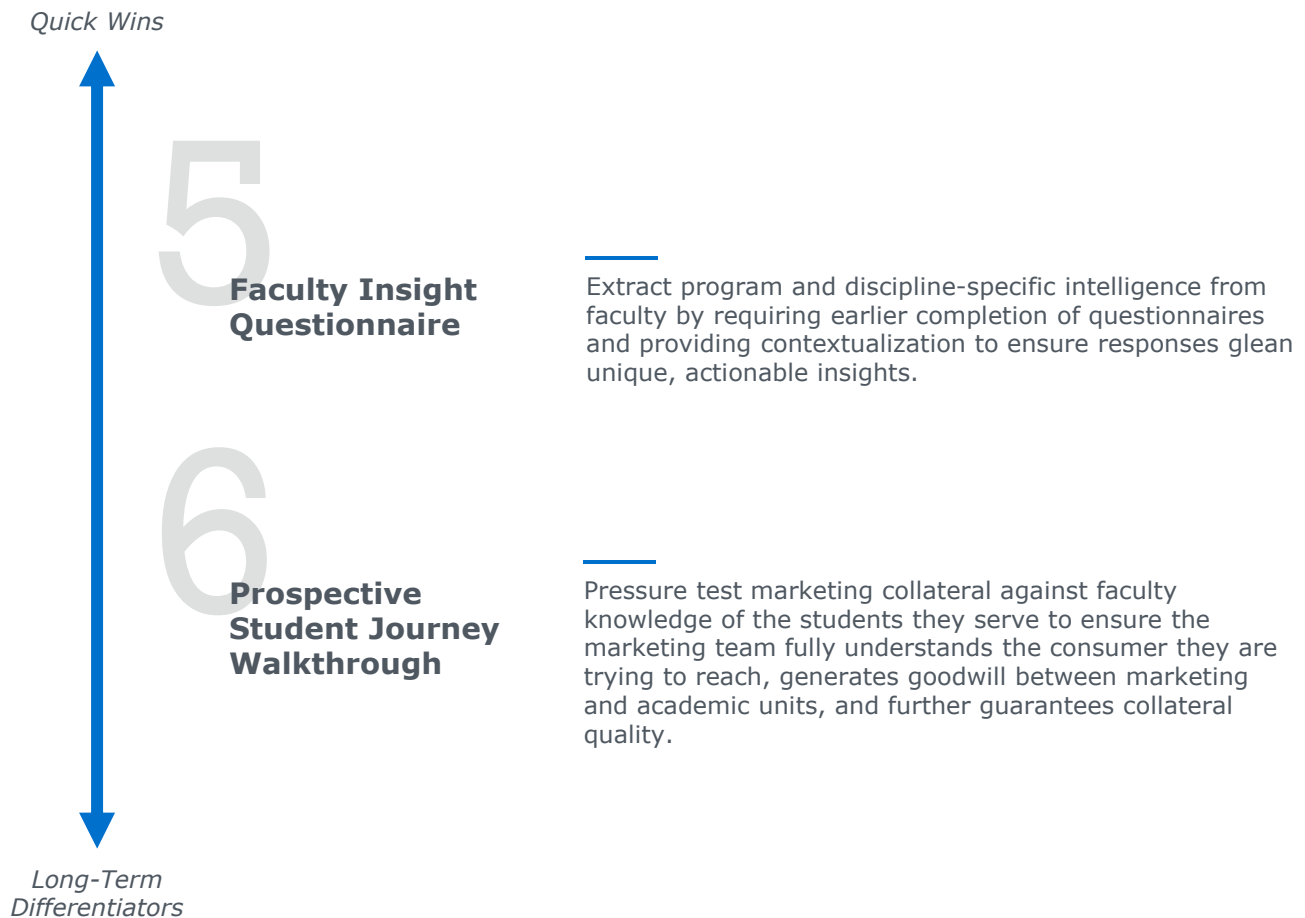 Quick Wins
5
Faculty Insight
Questionnaire
Extract program and discipline-specific intelligence from
faculty by requiring earlier completion of questionnaires
and providing contextualization to ensure responses glean
unique, actionable insights.
6
Prospective
Student Journey
Walkthrough
Pressure test marketing collateral against faculty
knowledge of the students they serve to ensure the
marketing team fully understands the consumer they are
trying to reach, generates goodwill between marketing
and academic units, and further guarantees collateral
quality.
Long-Term
Differentiators